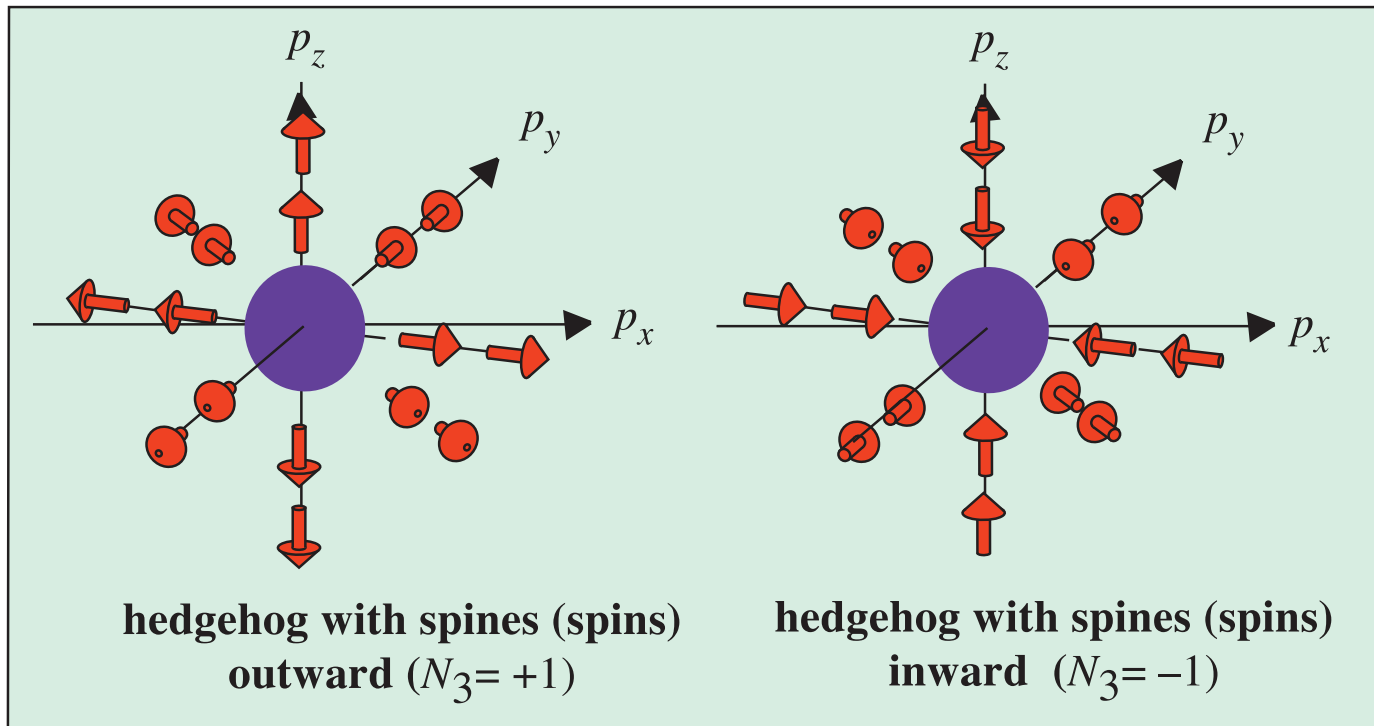 p_z
p_y
p_x
hedgehog with spines (spins)
outward (N_3= +1)
p_z
p_y
p_x
hedgehog with spines (spins)
inward (N_3= –1)